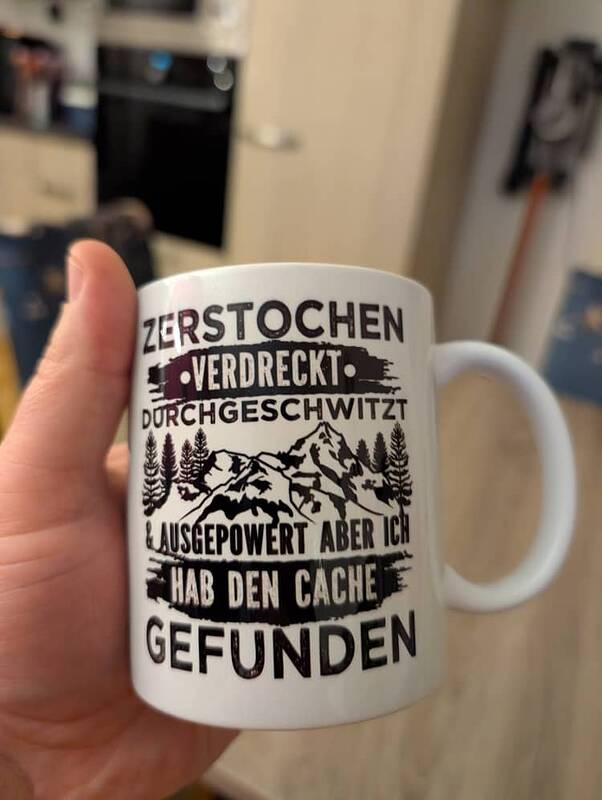 ZERSTOCHEN
•VERDRECKT•
DURCHGESCHWITZT
& AUSGEPOWERT ABER ICH
HAB DEN CACHE
GEFUNDEN